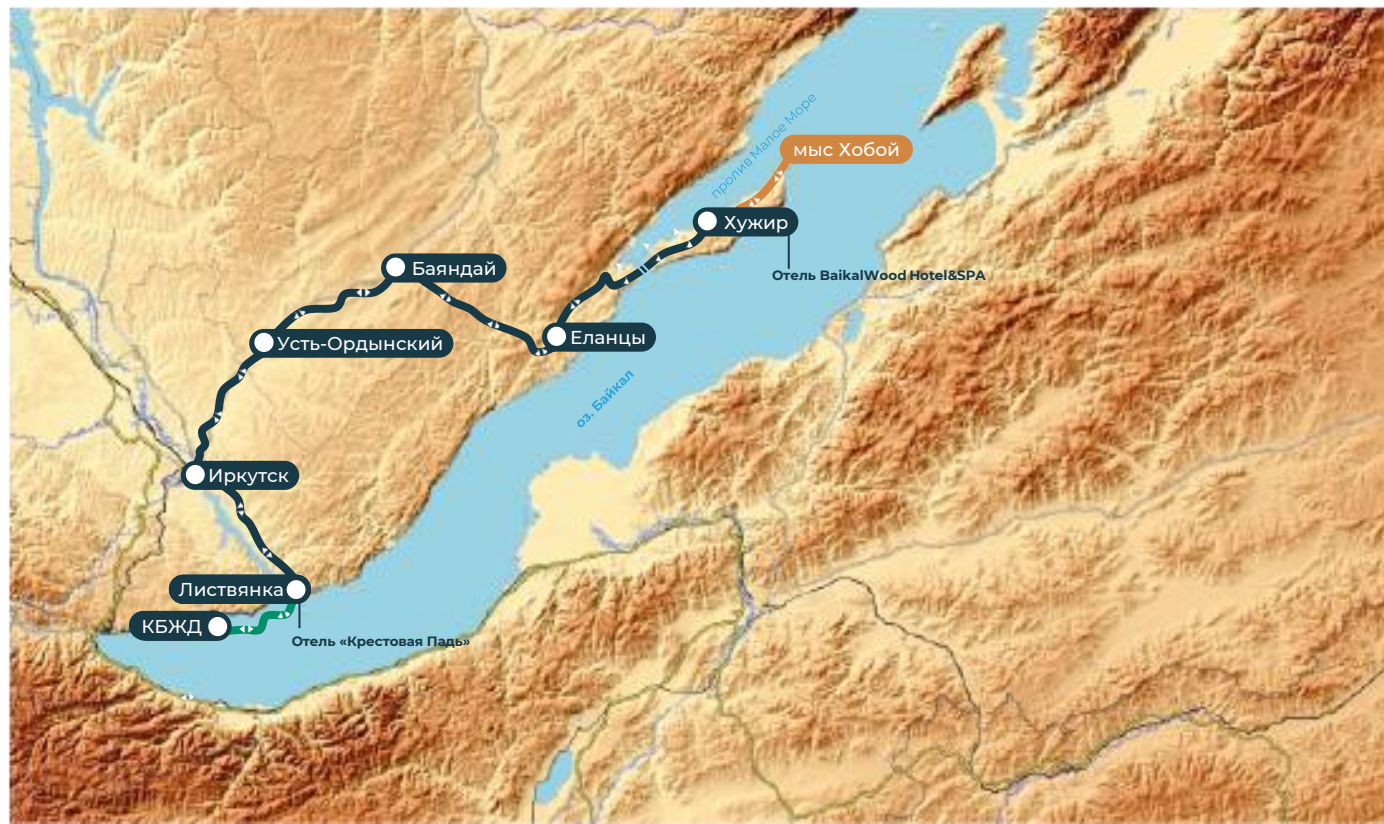 пролив Малое Море
мыс Хобой
Хужир
Баяндай
Отель BaikalWood Hotel&SPA
Еланцы
Усть-Ордынский
оз. Байкал
Иркутск
Листвянка
КБЖД
Отель «Крестовая Падь»